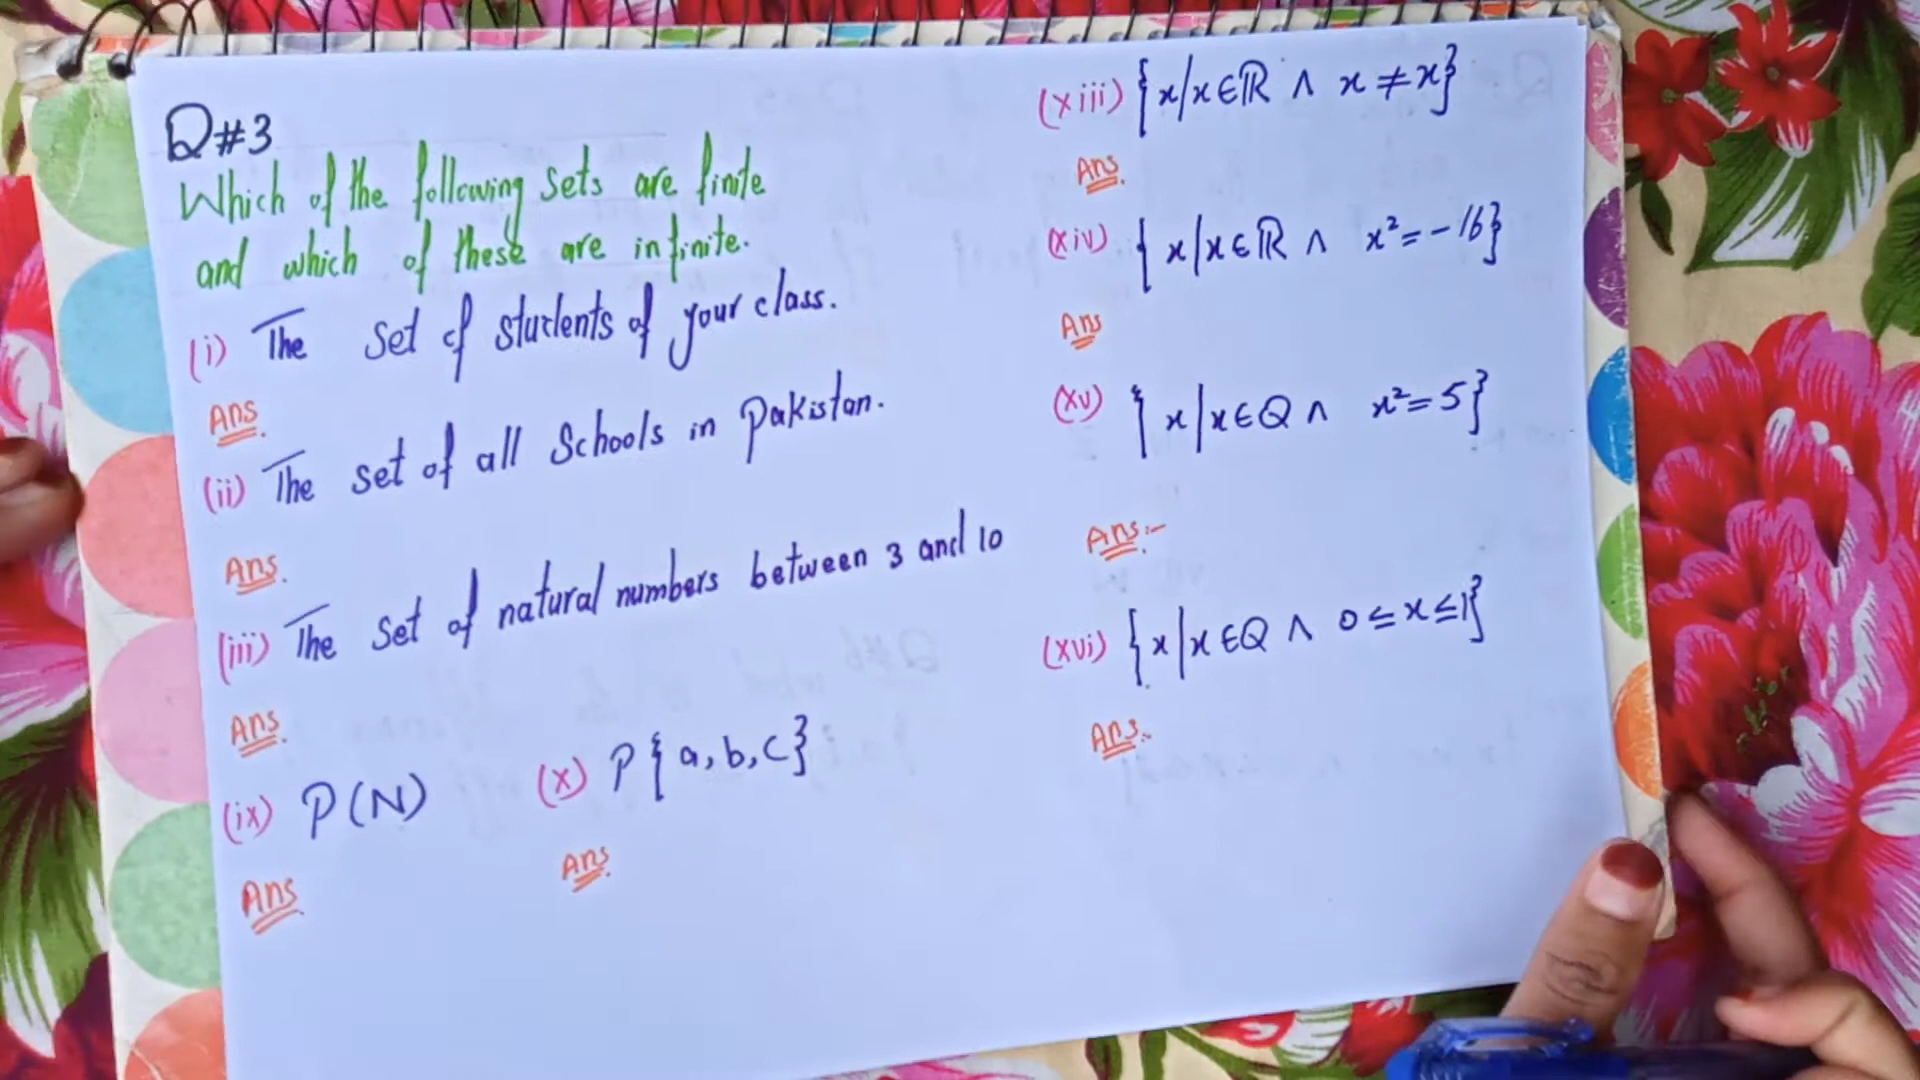 Q#3
Which of the following sets are finite
and which of these are infinite.
(i) The set of students of your class.
Ans.
(ii) The set of all Schools in Pakistan.
Ans.
(iii) The set of natural numbers between 3 and 10
Ans.
(ix) P(N) (x) P{a,b,c}
Ans Ans.
(xiii) {x/x∈ℝ ∧ x ≠ x}
Ans.
(xiv) {x/x∈ℝ ∧ x²=-16}
Ans
(xv) {x/x∈Q ∧ x²=5}
Ans:-
(xvi) {x/x∈Q ∧ 0≤x≤1}
Ans: